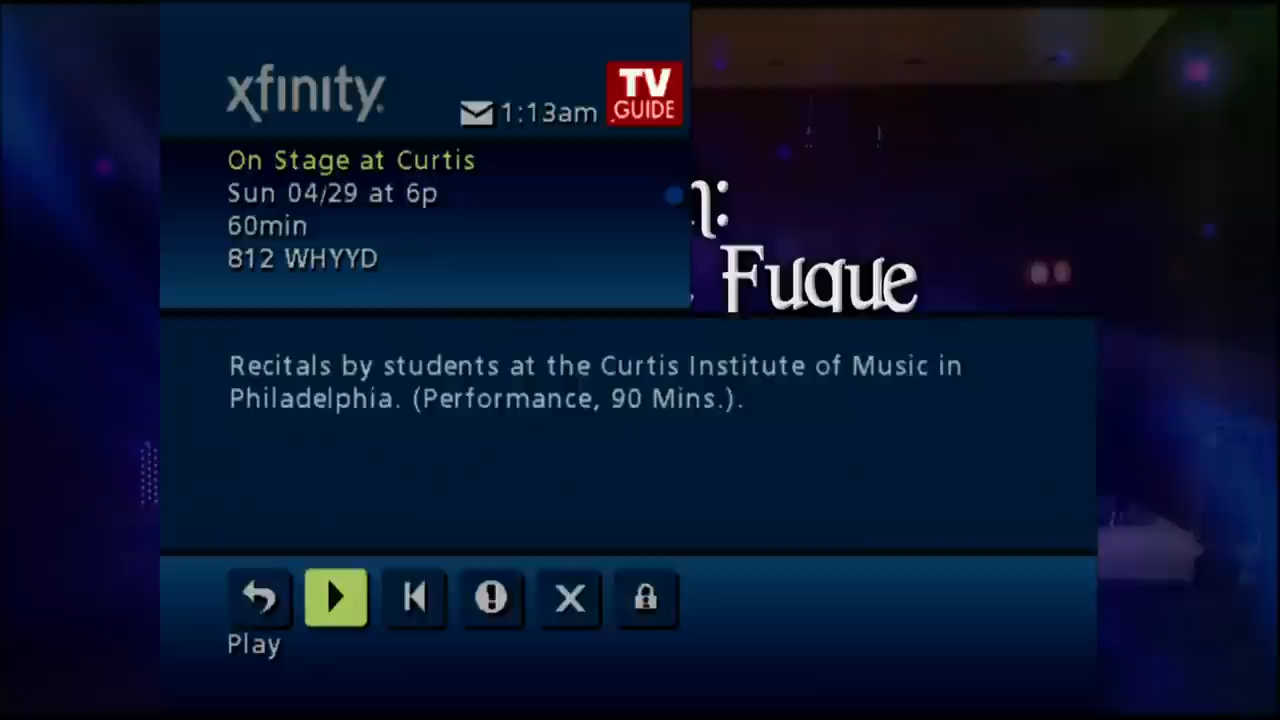 xfinity
1:13am
TV
GUIDE
On Stage at Curtis
Sun 04/29 at 6p
60min
812 WHYYD
Fugue
Recitals by students at the Curtis Institute of Music in
Philadelphia. (Performance, 90 Mins.).
Play